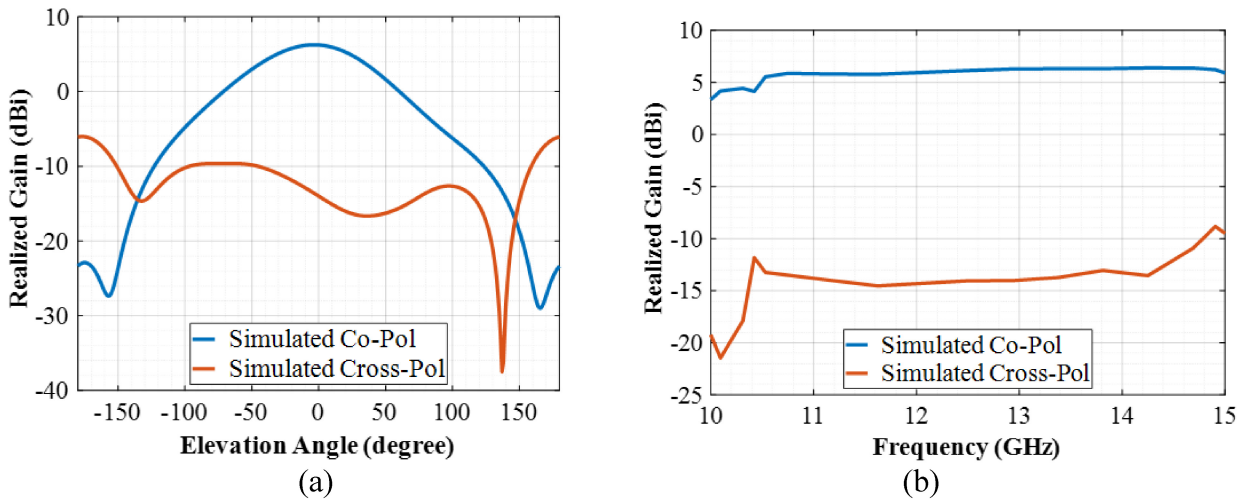 10
0
-10
-20
-30
-40
Realized Gain (dBi)
Simulated Co-Pol
Simulated Cross-Pol
-150 -100 -50 0 50 100 150
Elevation Angle (degree)
(a)
10
5
0
-5
-10
-15
-20
-25
Realized Gain (dBi)
Simulated Co-Pol
Simulated Cross-Pol
10 11 12 13 14 15
Frequency (GHz)
(b)